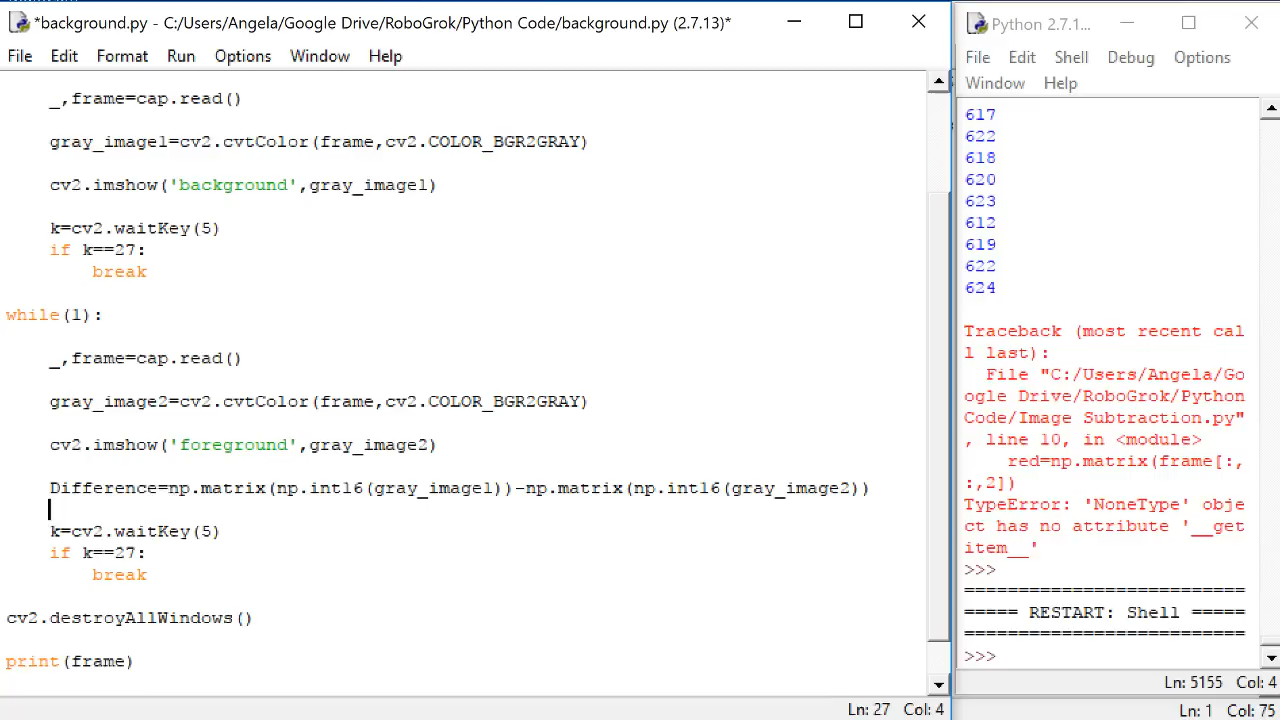 *background.py - C:/Users/Angela/Google Drive/RoboGrok/Python Code/background.py (2.7.13)*
File Edit Format Run Options Window Help
_,frame=cap.read()
gray_image1=cv2.cvtColor(frame,cv2.COLOR_BGR2GRAY)
cv2.imshow('background',gray_image1)
k=cv2.waitKey(5)
if k==27:
break
while(1):
_,frame=cap.read()
gray_image2=cv2.cvtColor(frame,cv2.COLOR_BGR2GRAY)
cv2.imshow('foreground',gray_image2)
Difference=np.matrix(np.int16(gray_image1))-np.matrix(np.int16(gray_image2))
k=cv2.waitKey(5)
if k==27:
break
cv2.destroyAllWindows()
print(frame)
Ln: 27 Col: 4
Python 2.7.1...
File Edit Shell Debug Options
Window Help
617
622
618
620
623
612
619
622
624
Traceback (most recent cal
l last):
File "C:/Users/Angela/Go
ogle Drive/RoboGrok/Python
Code/Image Subtraction.py"
, line 10, in <module>
red=np.matrix(frame[:,
:,2])
TypeError: 'NoneType' obje
ct has no attribute '__get
item__'
>>>
==========================
===== RESTART: Shell =====
==========================
>>>
Ln: 5155 Col: 4
Ln: 1 Col: 75